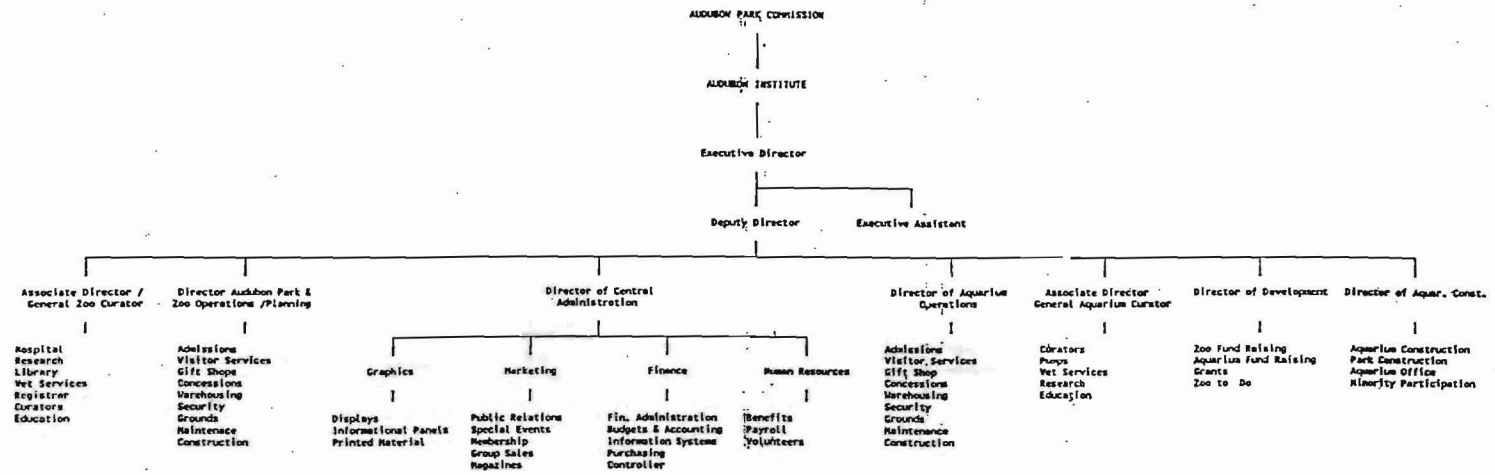 AUDUBON PARK COMMISSION
AUDUBON INSTITUTE
Executive Director
Deputy Director
Executive Assistant
Associate Director /
General Zoo Curator
Hospital
Research
Library
Vet Services
Registrar
Curators
Education
Director Audubon Park &
Zoo Operations /Planning
Admissions
Visitor Services
Gift Shops
Concessions
Warehousing
Security
Grounds
Maintenace
Construction
Director of Central
Administration
Graphics
Displays
Informational Panels
Printed Material
Marketing
Public Relations
Special Events
Membership
Group Sales
Magazines
Finance
Fin. Administration
Budgets & Accounting
Information Systems
Purchasing
Controller
Human Resources
Benefits
Payroll
Volunteers
Director of Aquarium
Operations
Admissions
Visitor Services
Gift Shop
Concessions
Warehousing
Security
Grounds
Maintenance
Construction
Associate Director
General Aquarium Curator
Curators
Pumps
Vet Services
Research
Education
Director of Development
Zoo Fund Raising
Aquarium Fund Raising
Grants
Zoo to Do
Director of Aquar. Const.
Aquarium Construction
Park Construction
Aquarium Office
Minority Participation